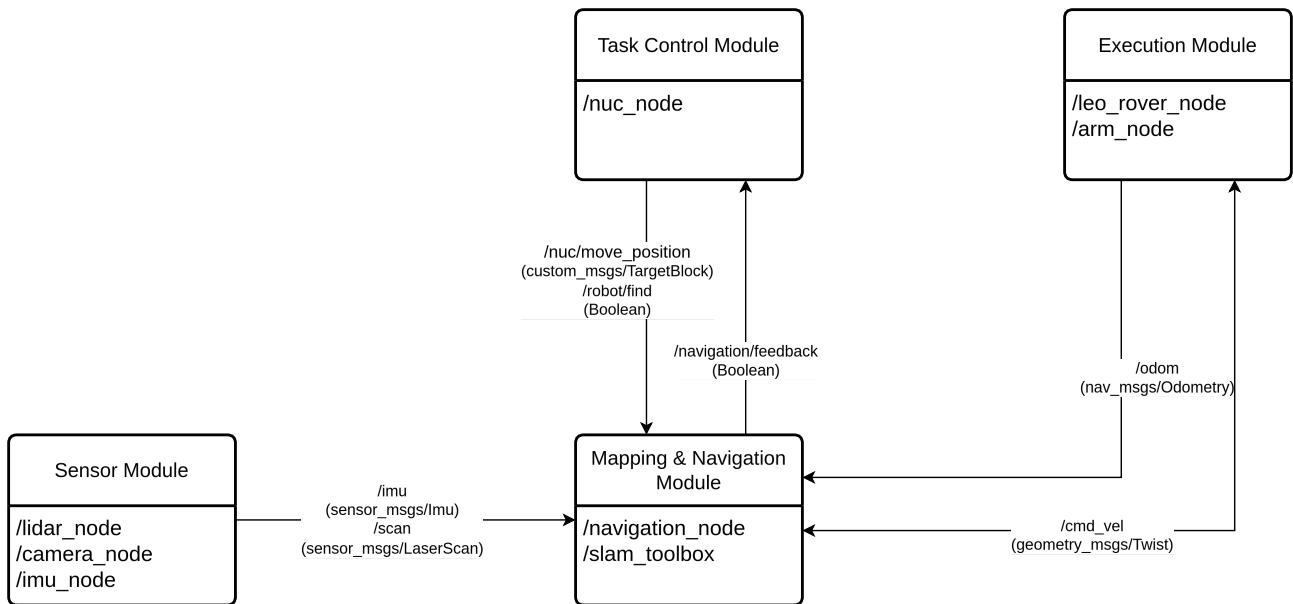 Task Control Module
/nuc_node
Execution Module
/leo_rover_node
/arm_node
/nuc/move_position
(custom_msgs/TargetBlock)
/robot/find
(Boolean)
/navigation/feedback
(Boolean)
/odom
(nav_msgs/Odometry)
Sensor Module
/lidar_node
/camera_node
/imu_node
/imu
(sensor_msgs/Imu)
/scan
(sensor_msgs/LaserScan)
Mapping & Navigation
Module
/navigation_node
/slam_toolbox
/cmd_vel
(geometry_msgs/Twist)